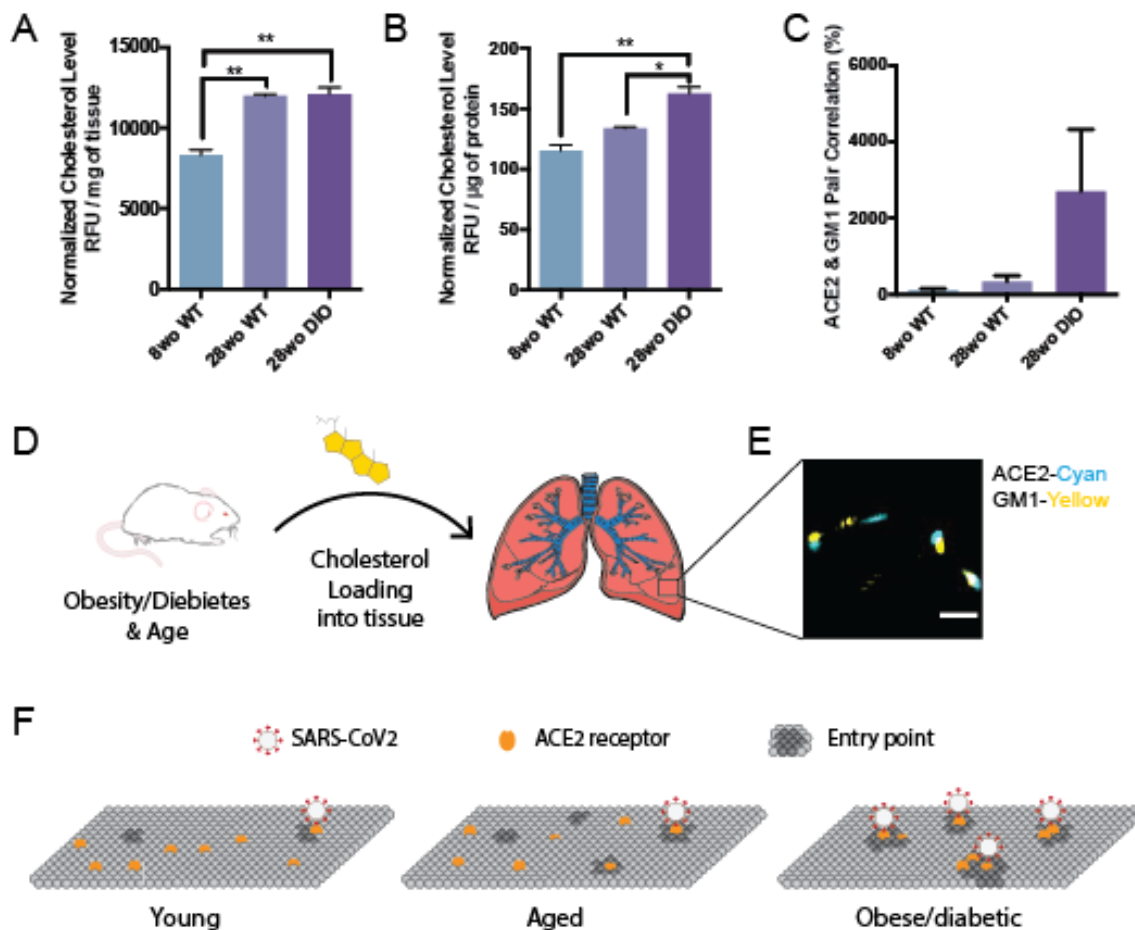 A
Normalized Cholesterol Level
RFU / mg of tissue
15000
10000
5000
0
**
**
8wo WT
28wo WT
28wo DIO
B
Normalized Cholesterol Level
RFU / µg of protein
200
150
100
50
0
**
*
8wo WT
28wo WT
28wo DIO
C
ACE2 & GM1 Pair Correlation (%)
6000
4000
2000
0
8wo WT
28wo WT
28wo DIO
D
Obesity/Diebietes
& Age
Cholesterol
Loading
into tissue
E
ACE2-Cyan
GM1-Yellow
F
SARS-CoV2
ACE2 receptor
Entry point
Young
Aged
Obese/diabetic